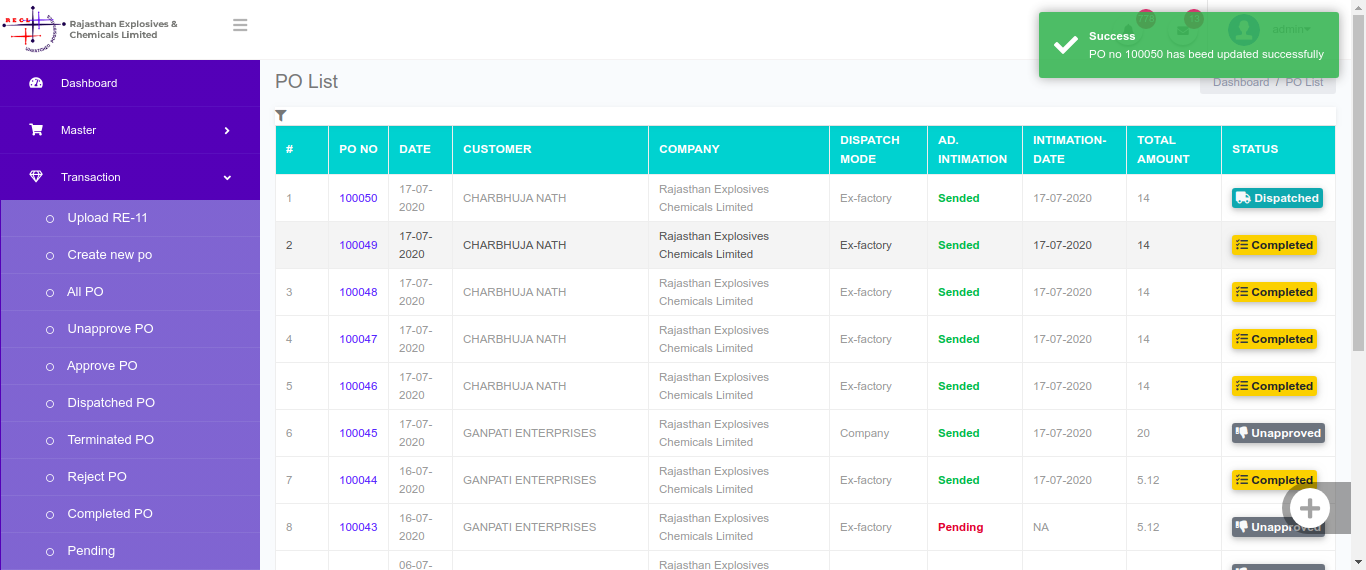 R E C L
Rajasthan Explosives &
Chemicals Limited
776
13
admin
Success
PO no 100050 has beed updated successfully
Dashboard
Master
Transaction
Upload RE-11
Create new po
All PO
Unapprove PO
Approve PO
Dispatched PO
Terminated PO
Reject PO
Completed PO
Pending
PO List
Dashboard / PO List
# PO NO DATE CUSTOMER COMPANY DISPATCH MODE AD. INTIMATION INTIMATION-DATE TOTAL AMOUNT STATUS
1 100050 17-07-2020 CHARBHUJA NATH Rajasthan Explosives Chemicals Limited Ex-factory Sended 17-07-2020 14 Dispatched
2 100049 17-07-2020 CHARBHUJA NATH Rajasthan Explosives Chemicals Limited Ex-factory Sended 17-07-2020 14 Completed
3 100048 17-07-2020 CHARBHUJA NATH Rajasthan Explosives Chemicals Limited Ex-factory Sended 17-07-2020 14 Completed
4 100047 17-07-2020 CHARBHUJA NATH Rajasthan Explosives Chemicals Limited Ex-factory Sended 17-07-2020 14 Completed
5 100046 17-07-2020 CHARBHUJA NATH Rajasthan Explosives Chemicals Limited Ex-factory Sended 17-07-2020 14 Completed
6 100045 17-07-2020 GANPATI ENTERPRISES Rajasthan Explosives Chemicals Limited Company Sended 17-07-2020 20 Unapproved
7 100044 16-07-2020 GANPATI ENTERPRISES Rajasthan Explosives Chemicals Limited Ex-factory Sended 17-07-2020 5.12 Completed
8 100043 16-07-2020 GANPATI ENTERPRISES Rajasthan Explosives Chemicals Limited Ex-factory Pending NA 5.12 Unapproved
06-07- Rajasthan Explosives